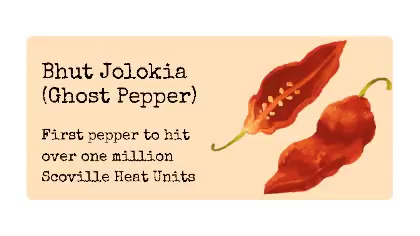 Bhut Jolokia
(Ghost Pepper)
First pepper to hit
over one million
Scoville Heat Units